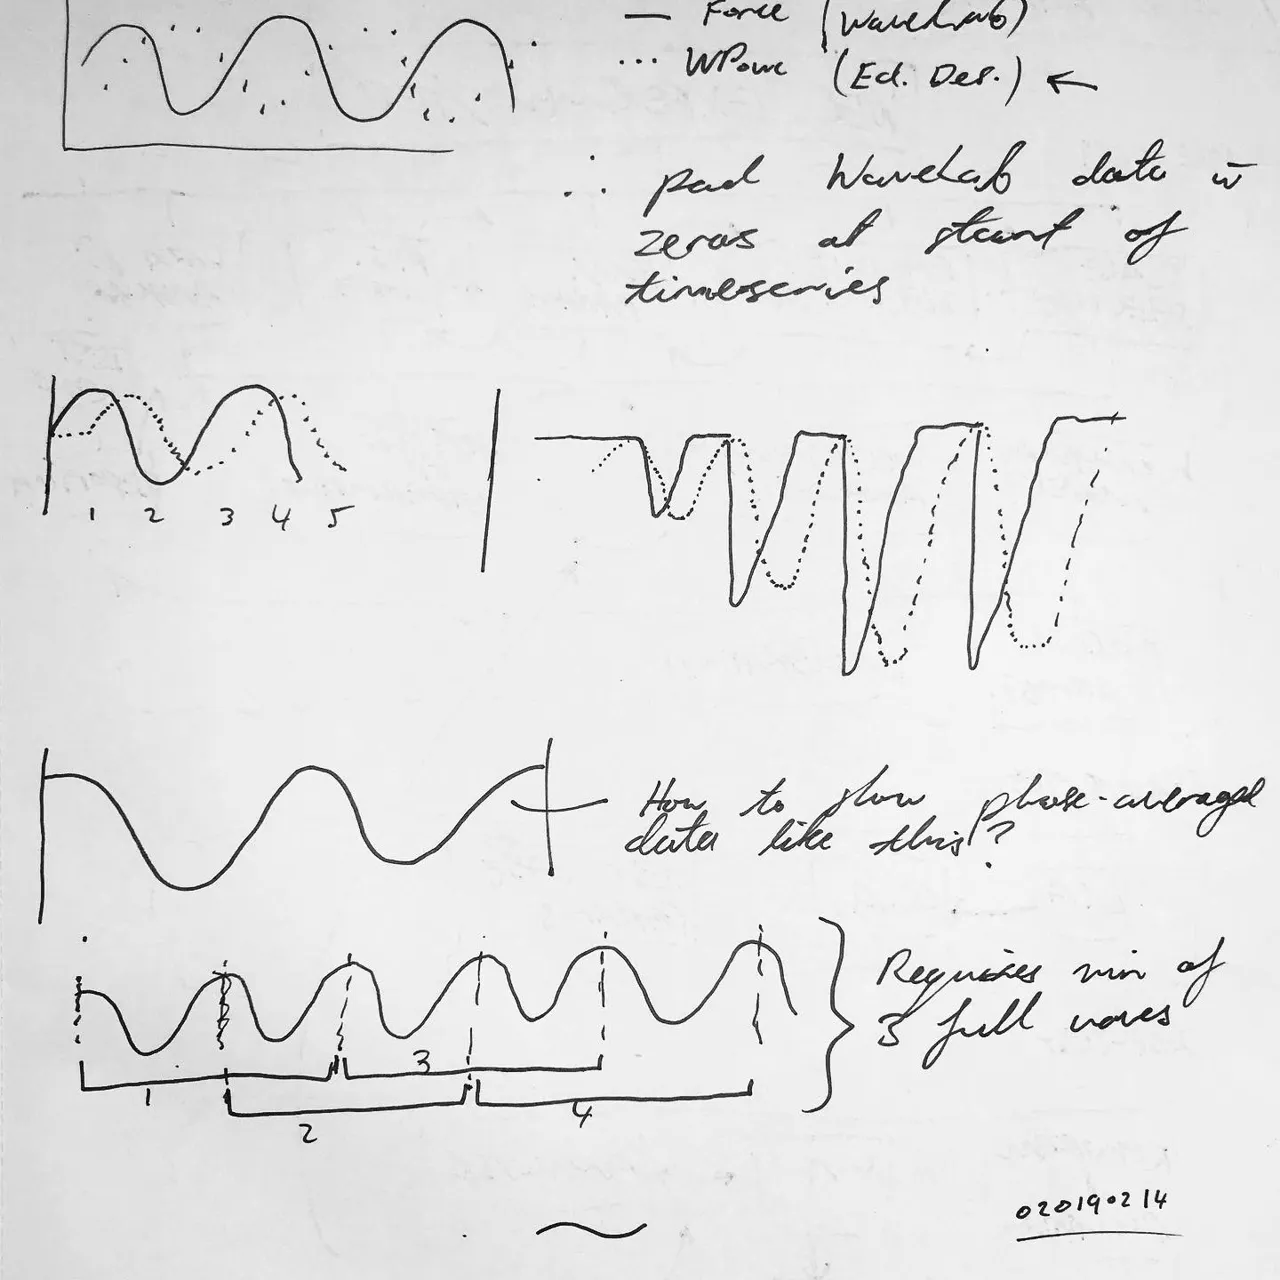 — Force (WaveLab)
... WPowe (Ed. Des.) ←
∴ pad WaveLab data w̄
zeros at start of
timeseries
1 2 3 4 5
How to show phase-averaged
data like this?
Requires min of
3 full waves
3
1
4
2
020190214